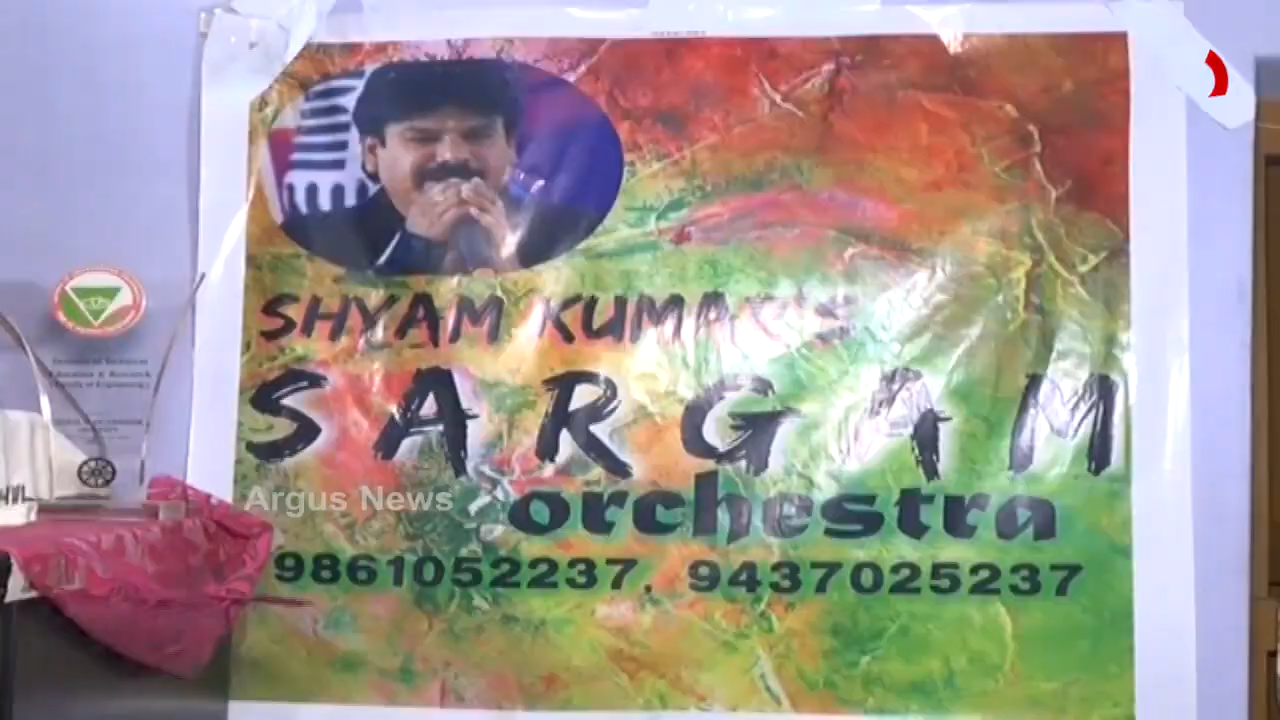 SHYAM KUMAR'S
SARGAM
Argus News
orchestra
9861052237, 9437025237